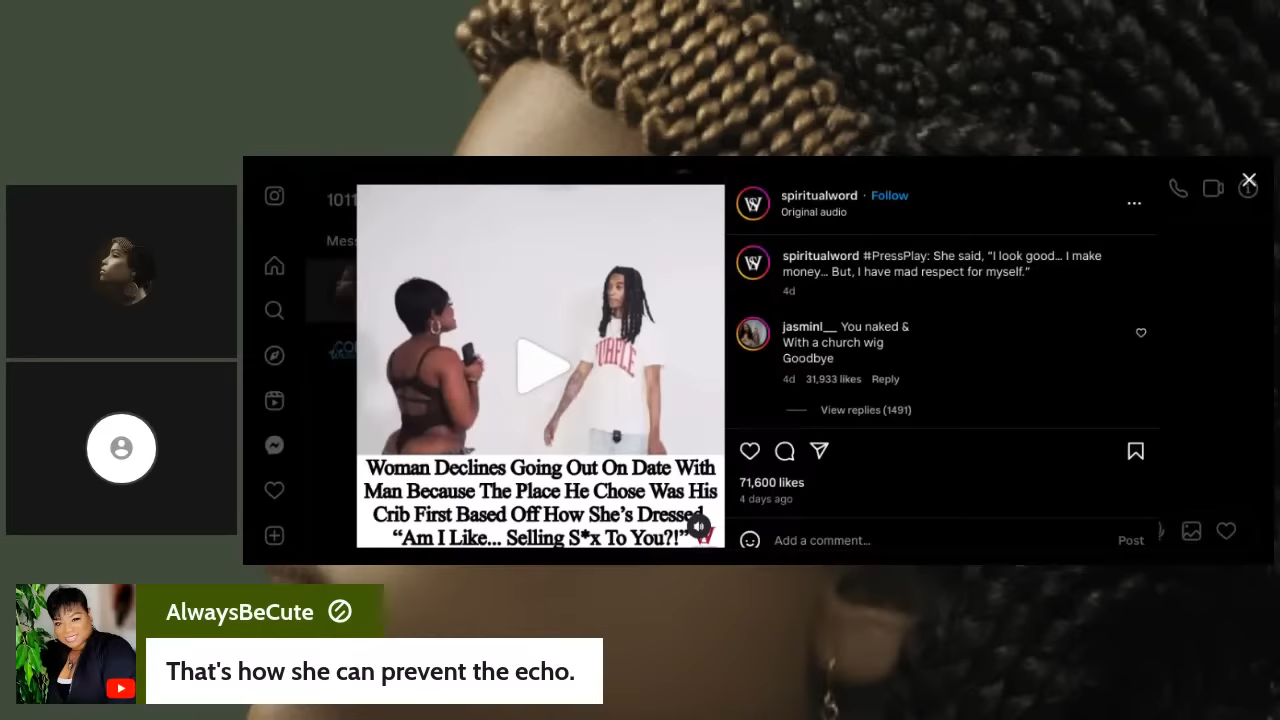 1011
Mess
spiritualword · Follow
Original audio
spiritualword #PressPlay: She said, “I look good... I make
money... But, I have mad respect for myself.”
4d
jasminl__ You naked &
With a church wig
Goodbye
4d 31,933 likes Reply
View replies (1491)
71,600 likes
4 days ago
Add a comment...
Post
PURPLE
Woman Declines Going Out On Date With
Man Because The Place He Chose Was His
Crib First Based Off How She’s Dressed
“Am I Like... Selling S*x To You?!”
AlwaysBeCute
That's how she can prevent the echo.